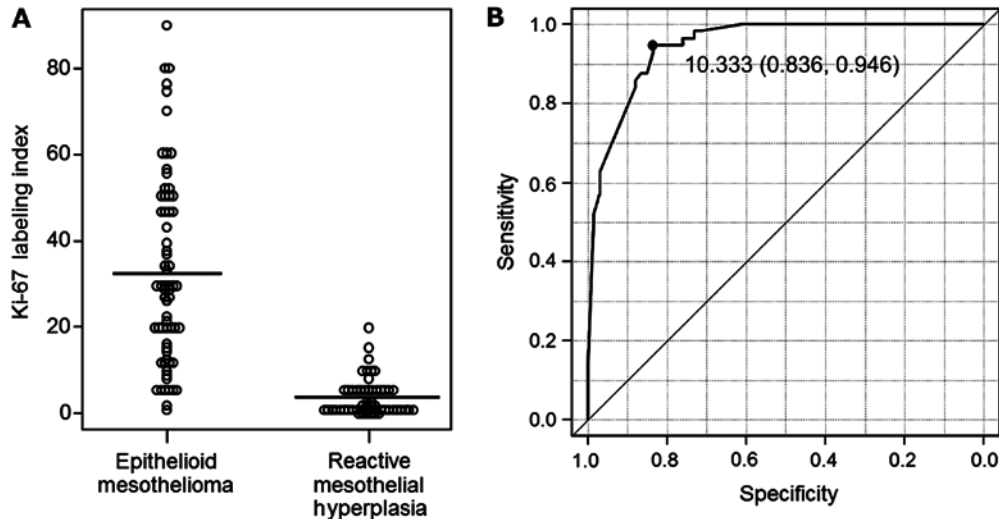 A
Ki-67 labeling index
80
60
40
20
0
Epithelioid
mesothelioma
Reactive
mesothelial
hyperplasia
B
Sensitivity
1.0
0.8
0.6
0.4
0.2
0.0
10.333 (0.836, 0.946)
1.0 0.8 0.6 0.4 0.2 0.0
Specificity